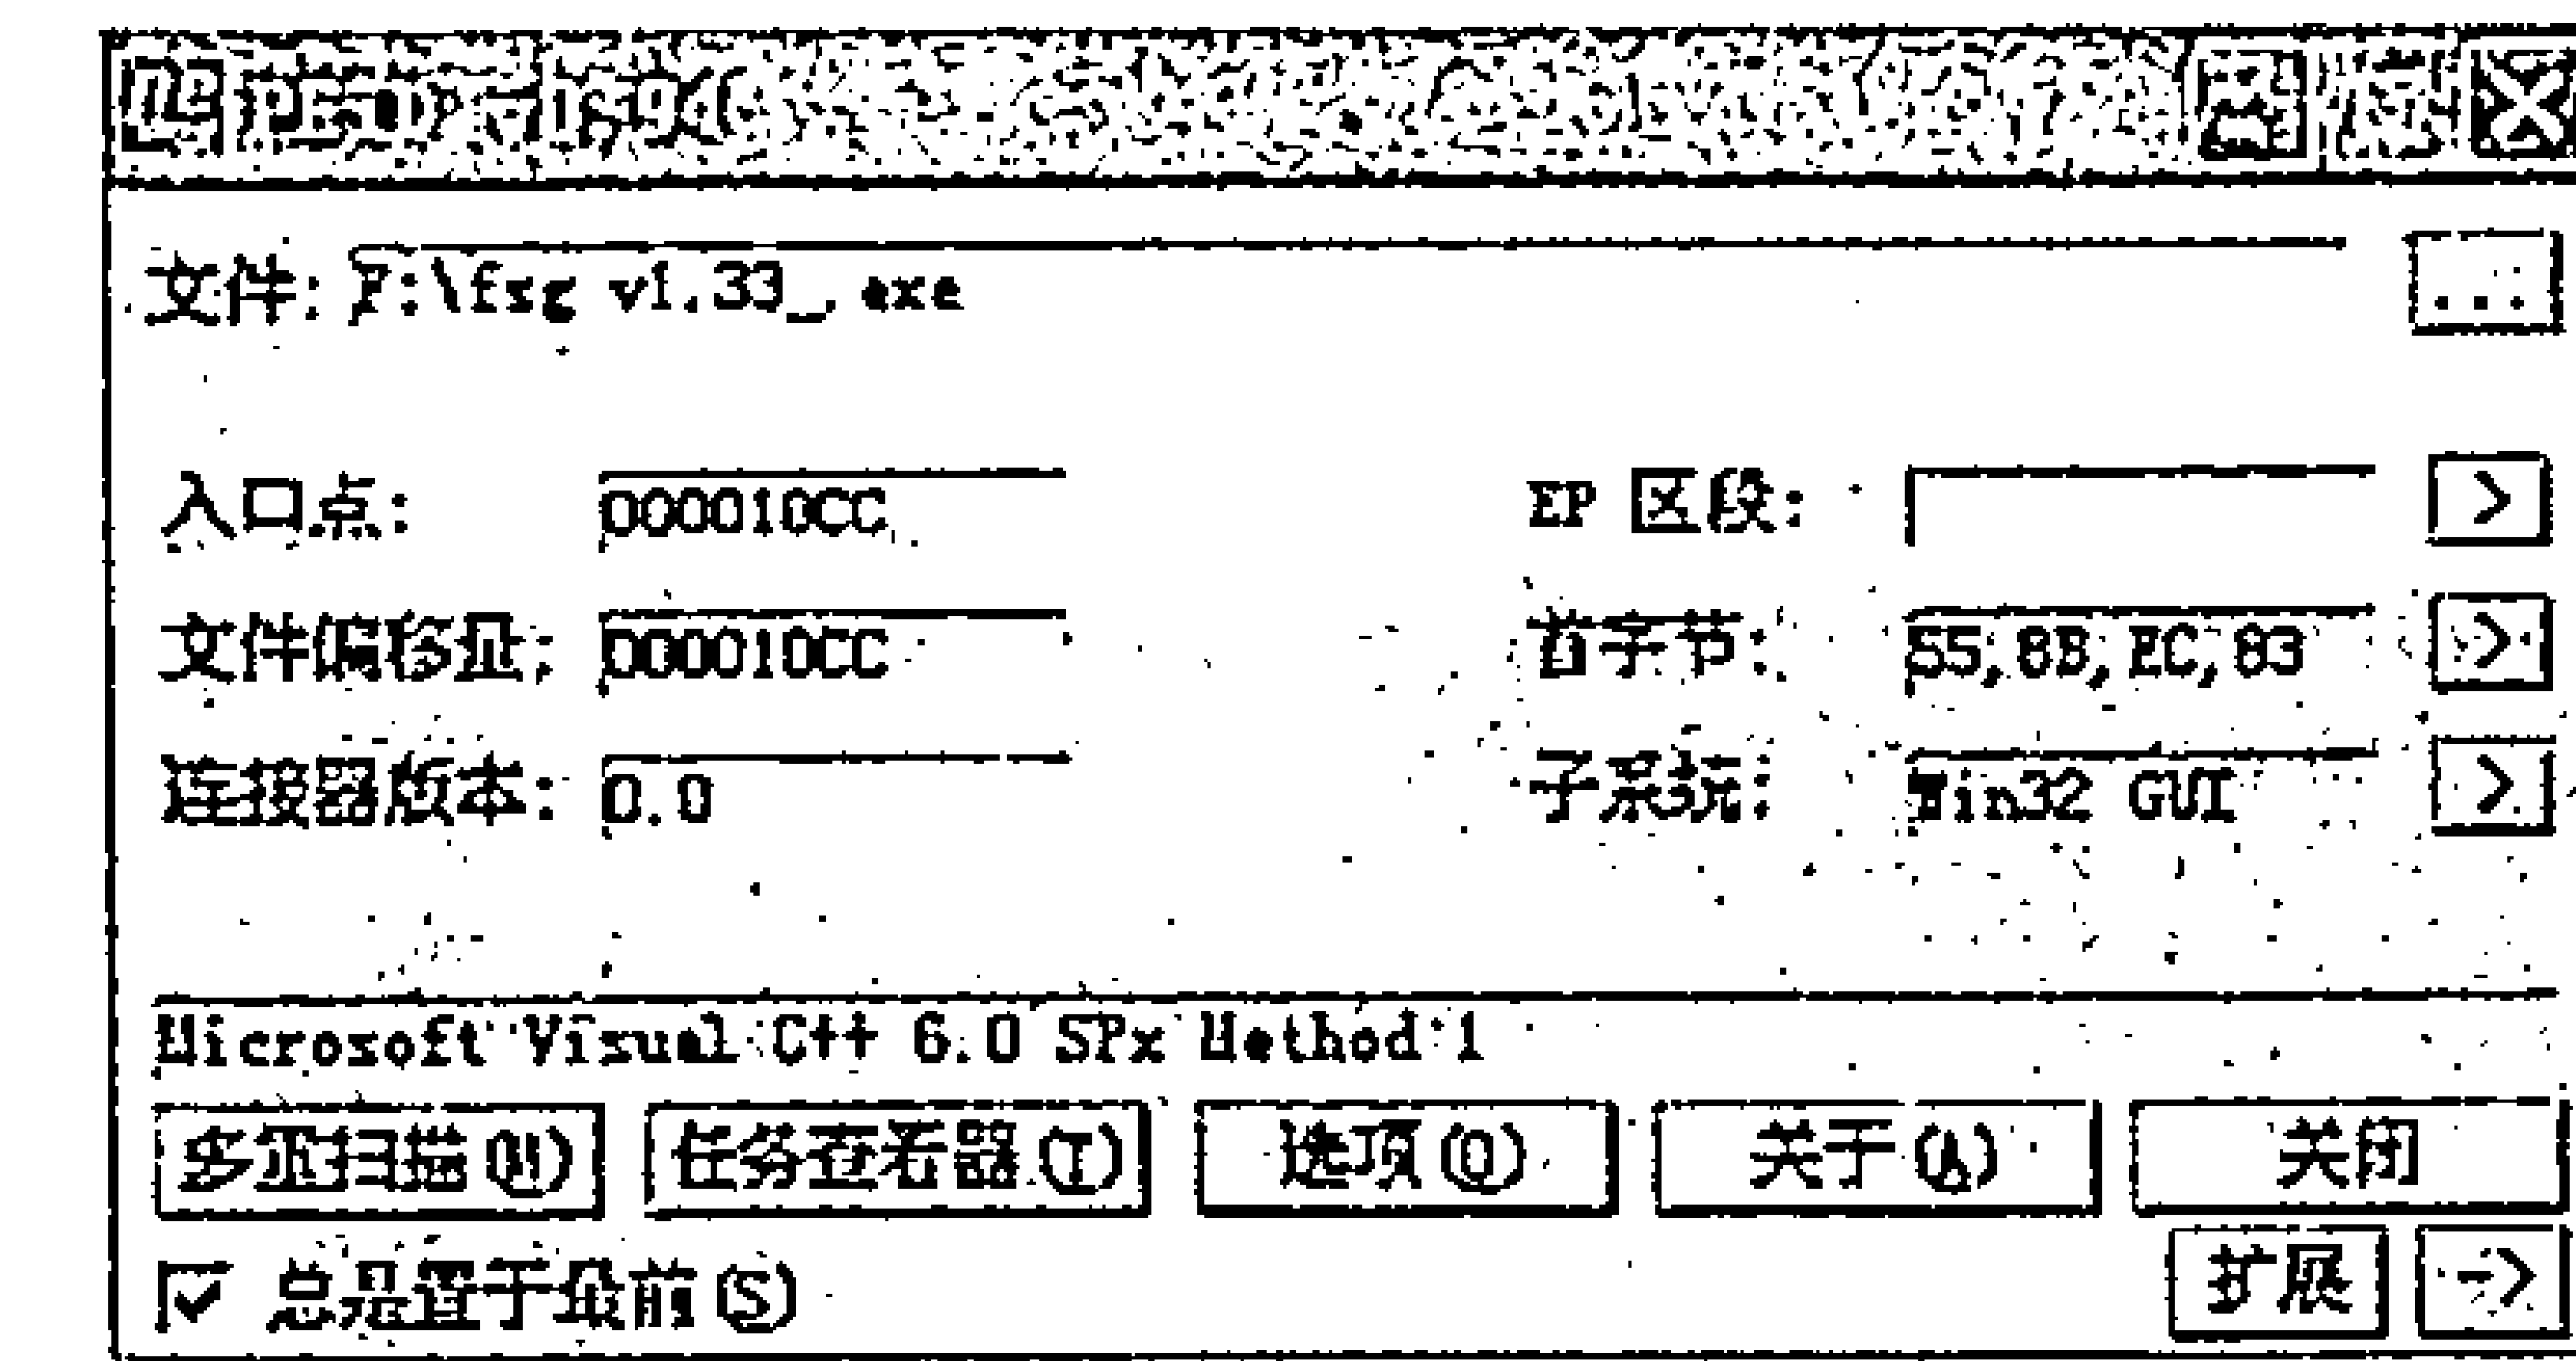 文件: F:\fsg v1.33_.exe
...
入口点: 000010CC EP 区段: >
文件偏移量: 000010CC 首字节: 55,8B,EC,83 >
连接器版本: 0.0 子系统: Win32 GUI >
Microsoft Visual C++ 6.0 SPx Method 1
多重扫描(M) 任务查看器(T) 选项(O) 关于(A) 关闭
总是置于最前(S) 扩展 ->